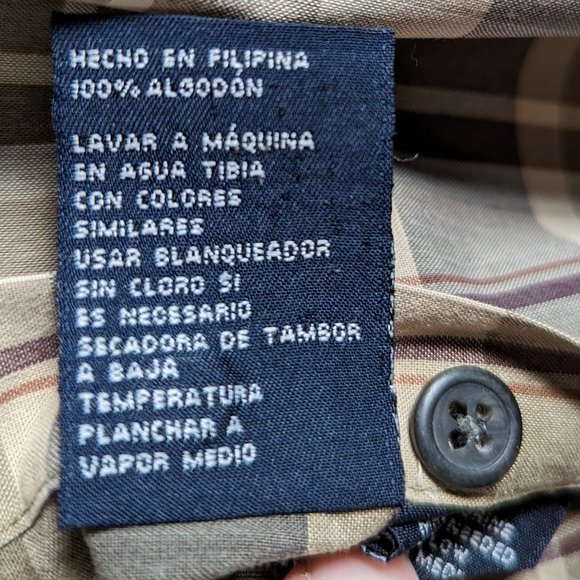 HECHO EN FILIPINA
100% ALGODÓN
LAVAR A MÁQUINA
EN AGUA TIBIA
CON COLORES
SIMILARES
USAR BLANQUEADOR
SIN CLORO SI
ES NECESARIO
SECADORA DE TAMBOR
A BAJA
TEMPERATURA
PLANCHAR A
VAPOR MEDIO
LOW